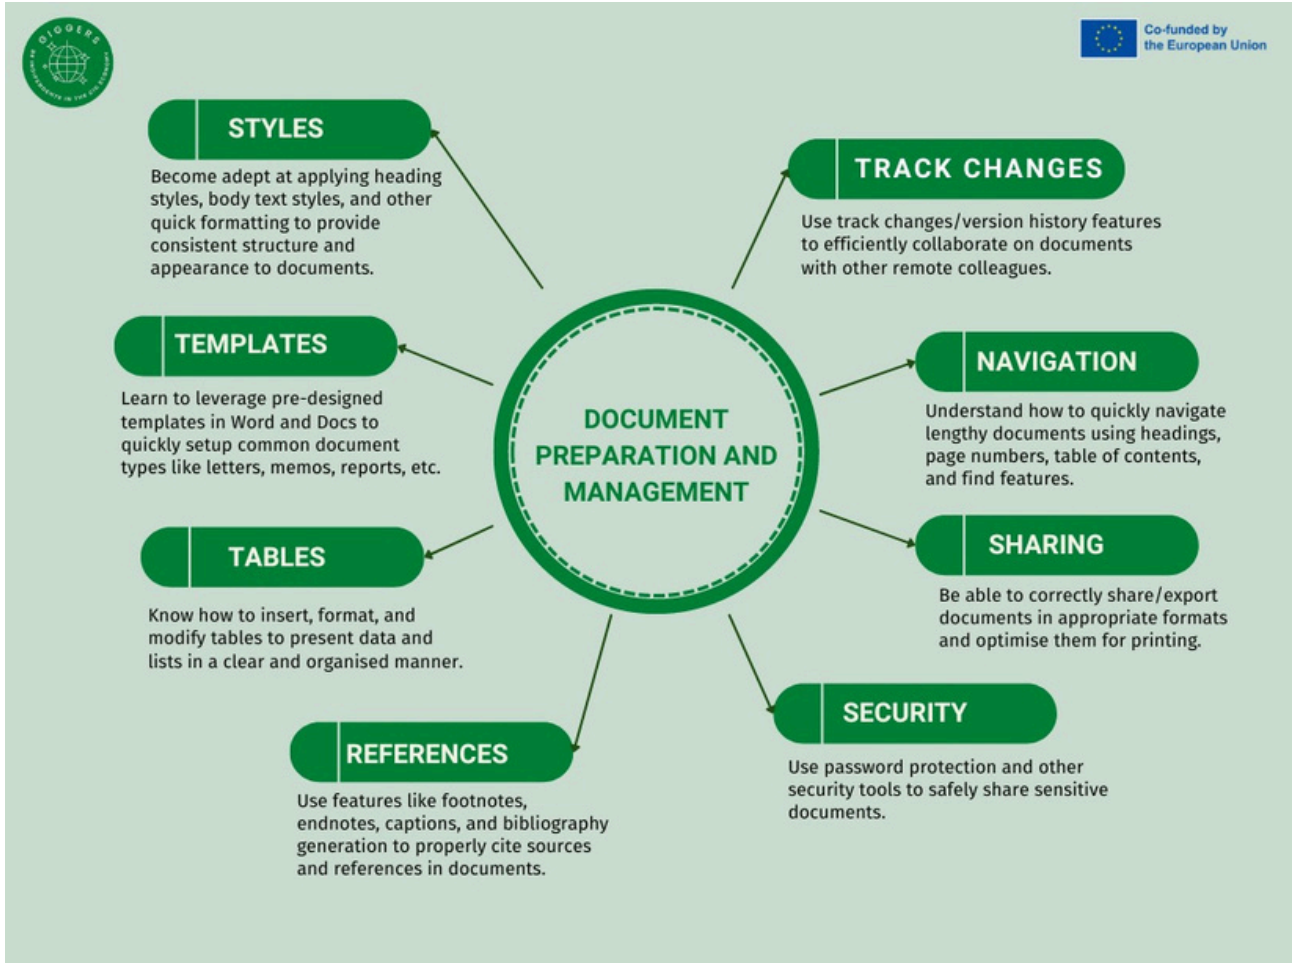 GIGGERS
Co-funded by
the European Union
STYLES
Become adept at applying heading
styles, body text styles, and other
quick formatting to provide
consistent structure and
appearance to documents.
TEMPLATES
Learn to leverage pre-designed
templates in Word and Docs to
quickly setup common document
types like letters, memos, reports, etc.
TABLES
Know how to insert, format, and
modify tables to present data and
lists in a clear and organised manner.
REFERENCES
Use features like footnotes,
endnotes, captions, and bibliography
generation to properly cite sources
and references in documents.
DOCUMENT
PREPARATION AND
MANAGEMENT
TRACK CHANGES
Use track changes/version history features
to efficiently collaborate on documents
with other remote colleagues.
NAVIGATION
Understand how to quickly navigate
lengthy documents using headings,
page numbers, table of contents,
and find features.
SHARING
Be able to correctly share/export
documents in appropriate formats
and optimise them for printing.
SECURITY
Use password protection and other
security tools to safely share sensitive
documents.